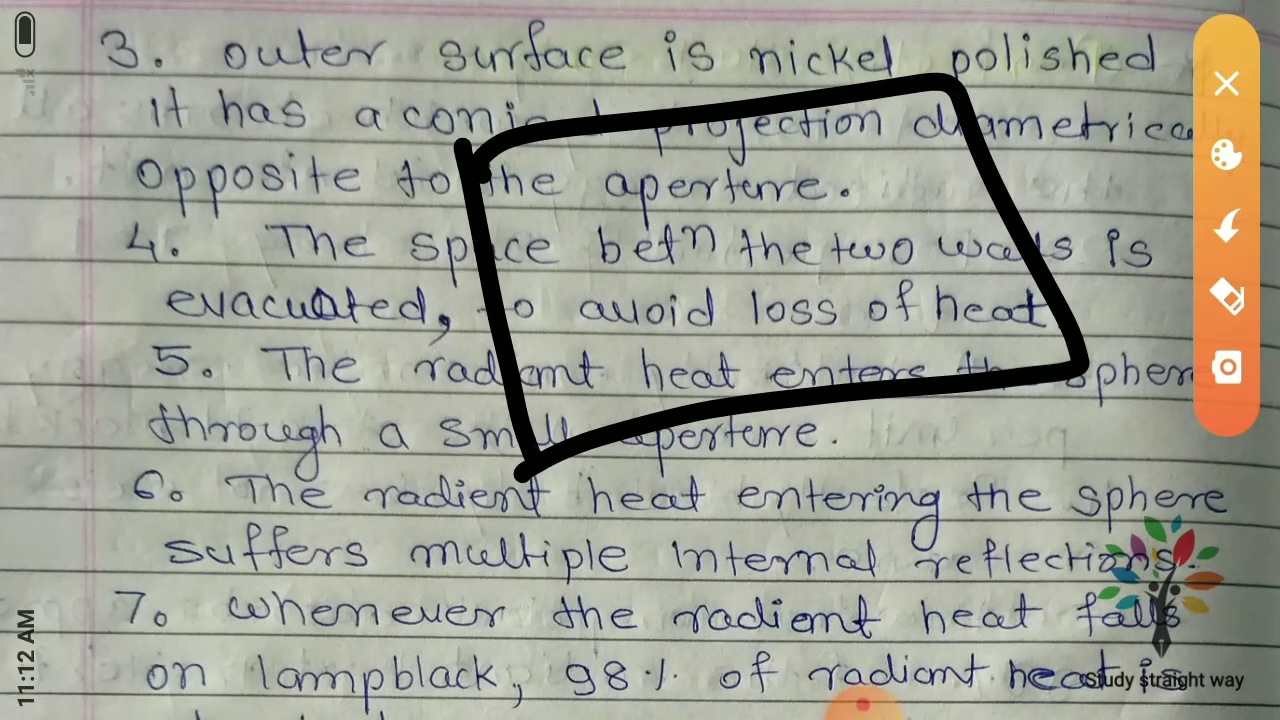 3. outer surface is nickel polished
It has a conical projection diametrically
opposite to the aperture.
4. The space betn the two walls is
evacuated, to avoid loss of heat
5. The radiant heat enters the sphere
through a small aperture.
6. The radient heat entering the sphere
suffers multiple internal reflections.
7. whenever the radient heat falls
on lampblack, 98 % of radiant heat is
Study straight way
11:12 AM